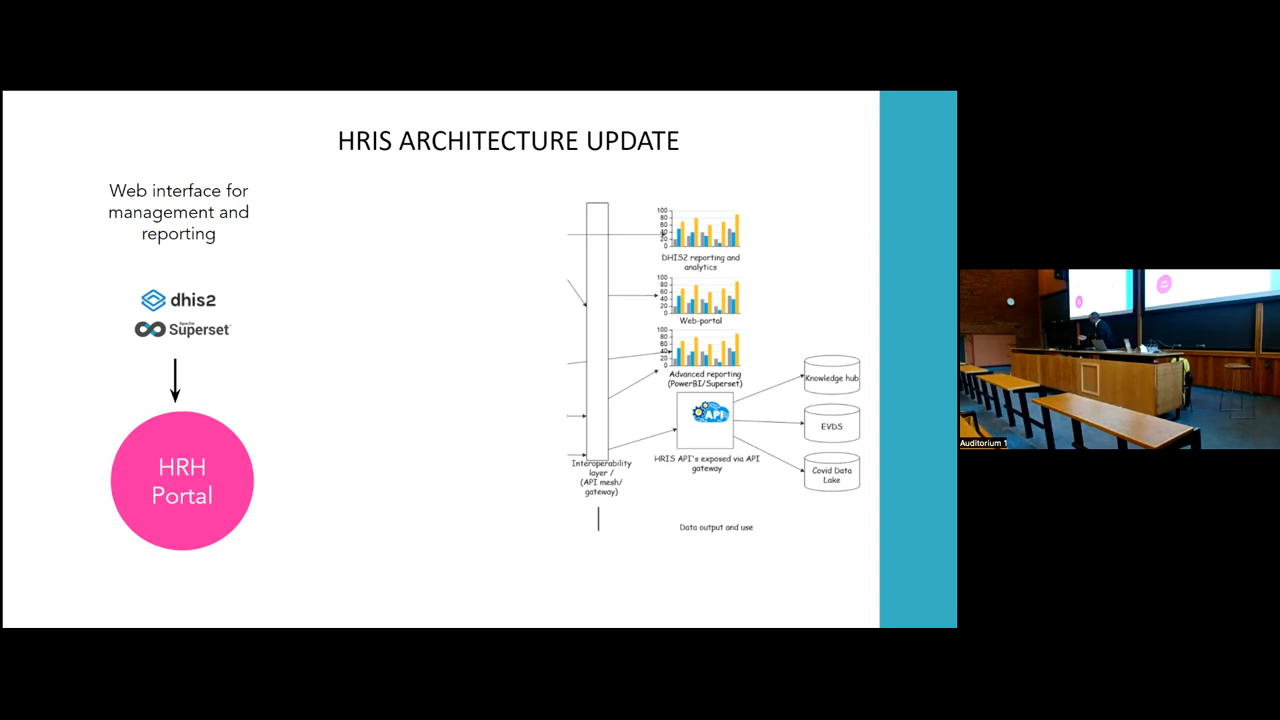 HRIS ARCHITECTURE UPDATE
Web interface for
management and
reporting
dhis2
Apache
Superset
HRH
Portal
100
80
60
40
20
0
DHIS2 reporting and
analytics
100
80
60
40
20
0
Web-portal
100
80
60
40
20
0
Advanced reporting
(PowerBI/Superset)
API
HRIS API's exposed via API
gateway
Knowledge hub
EVDS
Covid Data
Lake
Interoperability
layer /
(API mesh/
gateway)
Data output and use
Auditorium 1